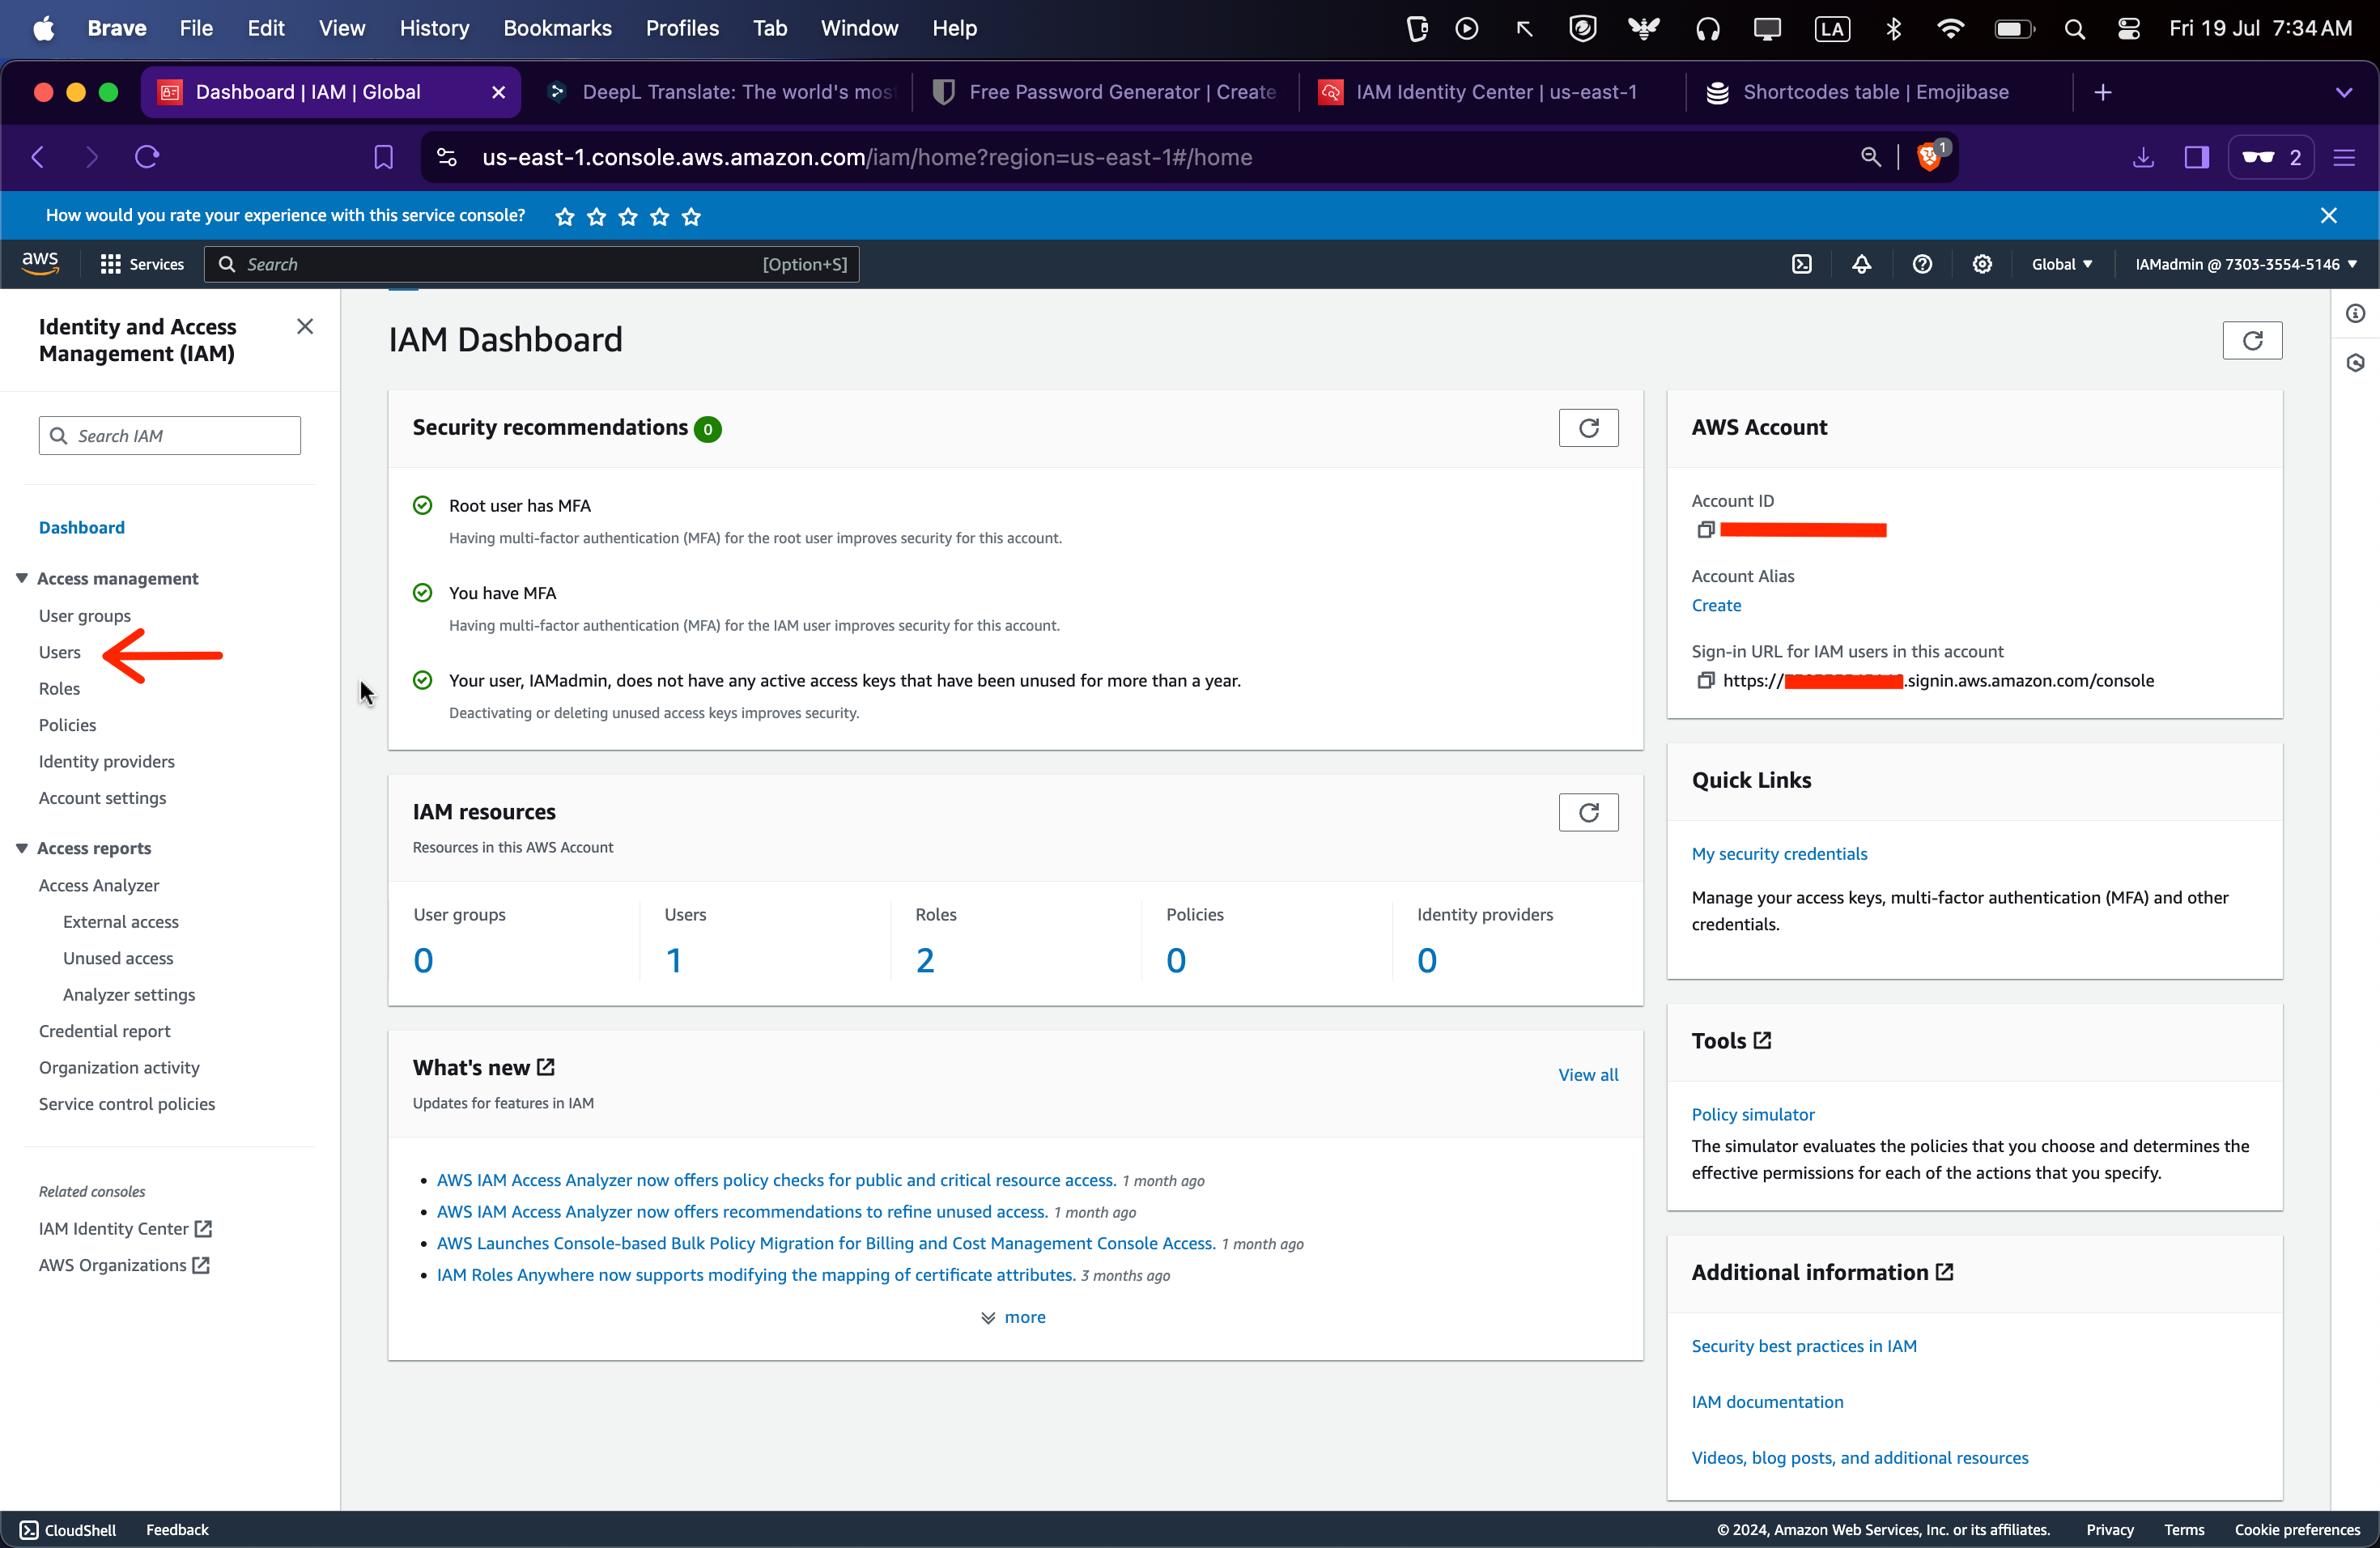 Brave File Edit View History Bookmarks Profiles Tab Window Help LA Fri 19 Jul 7:34 AM
Dashboard | IAM | Global DeepL Translate: The world's most Free Password Generator | Create IAM Identity Center | us-east-1 Shortcodes table | Emojibase
us-east-1.console.aws.amazon.com/iam/home?region=us-east-1#/home 1 2
How would you rate your experience with this service console?
aws Services Search [Option+S] Global IAMadmin @ 7303-3554-5146
Identity and Access
Management (IAM)
Search IAM
Dashboard
Access management
User groups
Users
Roles
Policies
Identity providers
Account settings
Access reports
Access Analyzer
External access
Unused access
Analyzer settings
Credential report
Organization activity
Service control policies
Related consoles
IAM Identity Center
AWS Organizations
IAM Dashboard
Security recommendations 0
Root user has MFA
Having multi-factor authentication (MFA) for the root user improves security for this account.
You have MFA
Having multi-factor authentication (MFA) for the IAM user improves security for this account.
Your user, IAMadmin, does not have any active access keys that have been unused for more than a year.
Deactivating or deleting unused access keys improves security.
IAM resources
Resources in this AWS Account
User groups Users Roles Policies Identity providers
0 1 2 0 0
What's new
View all
Updates for features in IAM
AWS IAM Access Analyzer now offers policy checks for public and critical resource access. 1 month ago
AWS IAM Access Analyzer now offers recommendations to refine unused access. 1 month ago
AWS Launches Console-based Bulk Policy Migration for Billing and Cost Management Console Access. 1 month ago
IAM Roles Anywhere now supports modifying the mapping of certificate attributes. 3 months ago
more
AWS Account
Account ID
Account Alias
Create
Sign-in URL for IAM users in this account
https:// .signin.aws.amazon.com/console
Quick Links
My security credentials
Manage your access keys, multi-factor authentication (MFA) and other
credentials.
Tools
Policy simulator
The simulator evaluates the policies that you choose and determines the
effective permissions for each of the actions that you specify.
Additional information
Security best practices in IAM
IAM documentation
Videos, blog posts, and additional resources
CloudShell Feedback © 2024, Amazon Web Services, Inc. or its affiliates. Privacy Terms Cookie preferences